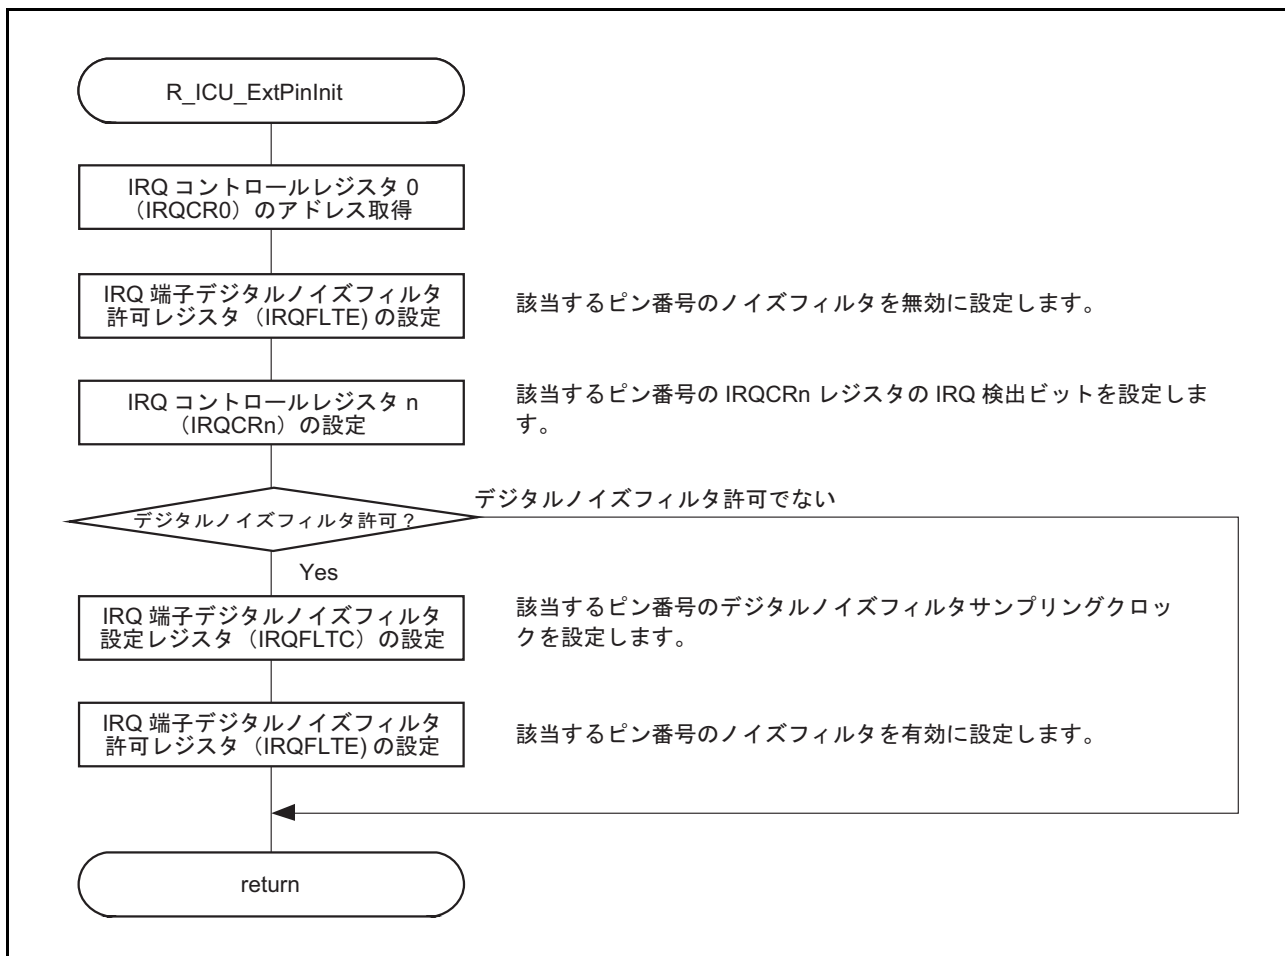 R_ICU_ExtPinInit
IRQ コントロールレジスタ 0
（IRQCR0）のアドレス取得
IRQ 端子デジタルノイズフィルタ
許可レジスタ（IRQFLTE) の設定
該当するピン番号のノイズフィルタを無効に設定します。
IRQ コントロールレジスタ n
（IRQCRn）の設定
該当するピン番号の IRQCRn レジスタの IRQ 検出ビットを設定しま
す。
デジタルノイズフィルタ許可？
デジタルノイズフィルタ許可でない
Yes
IRQ 端子デジタルノイズフィルタ
設定レジスタ（IRQFLTC）の設定
該当するピン番号のデジタルノイズフィルタサンプリングクロッ
クを設定します。
IRQ 端子デジタルノイズフィルタ
許可レジスタ（IRQFLTE) の設定
該当するピン番号のノイズフィルタを有効に設定します。
return